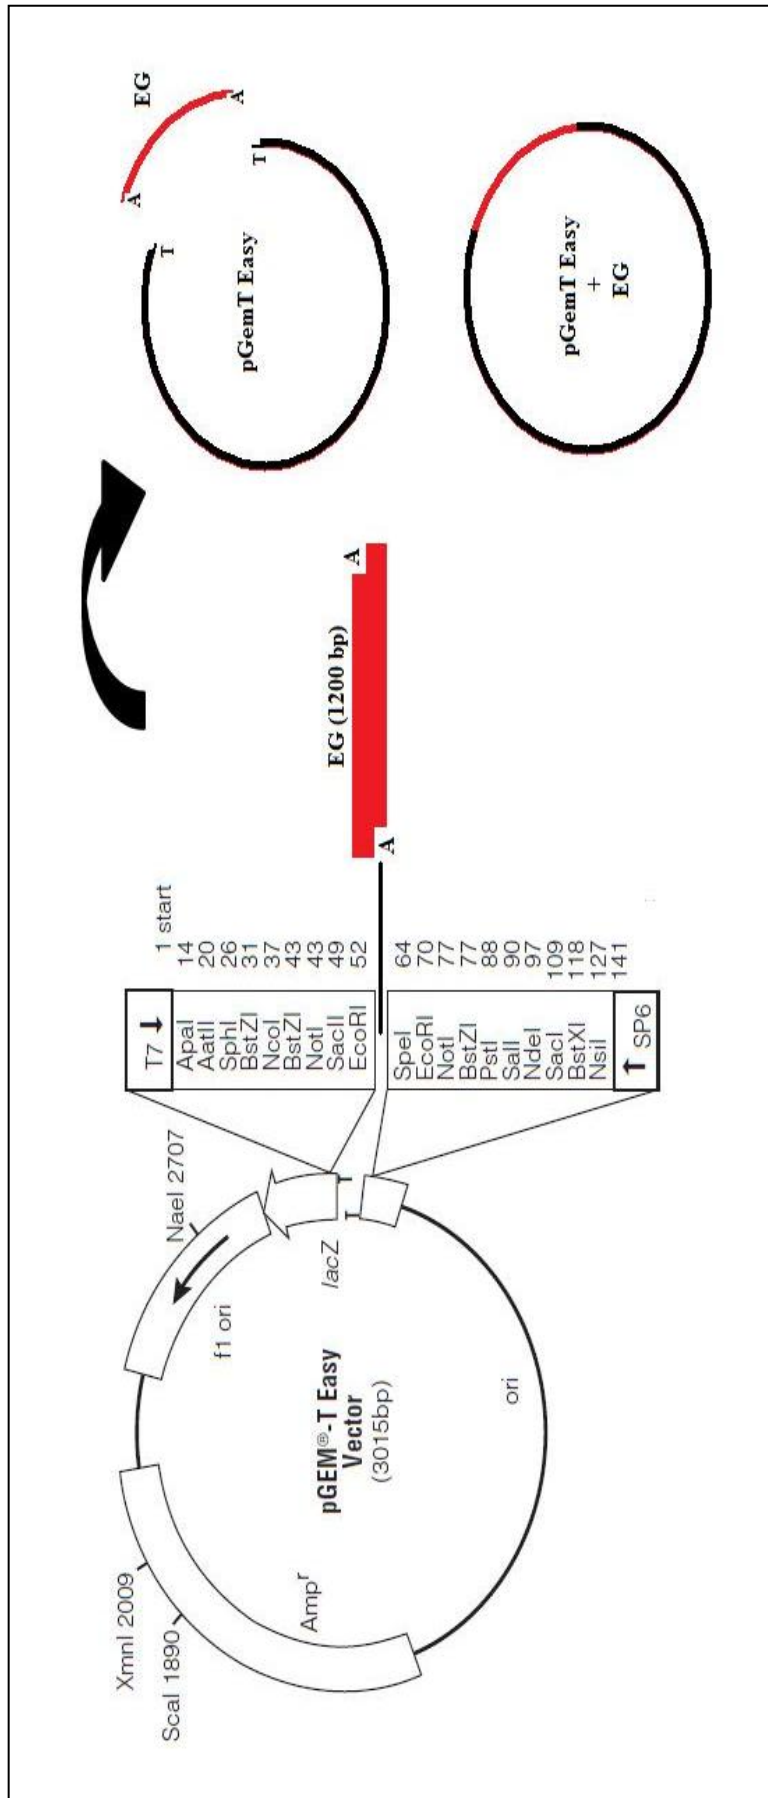 XmnI 2009
ScaI 1890
NaeI 2707
f1 ori
Ampʳ
pGEM®-T Easy
Vector
(3015bp)
lacZ
ori
T
T
T7 ↓
1 start
ApaI 14
AatII 20
SphI 26
BstZI 31
NcoI 37
BstZI 43
NotI 43
SacII 49
EcoRI 52
SpeI 64
EcoRI 70
NotI 77
BstZI 77
PstI 88
SalI 90
NdeI 97
SacI 109
BstXI 118
NsiI 127
↑ SP6
141
EG (1200 bp)
A
A
EG
A
A
T
T
pGemT Easy
pGemT Easy
+
EG